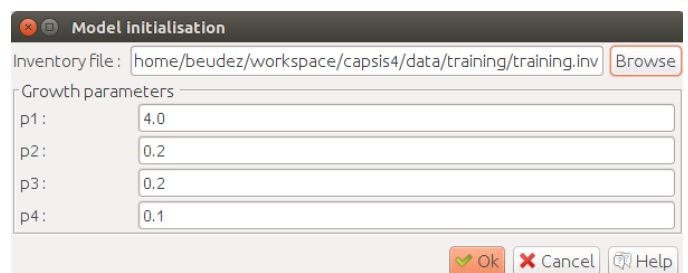 Model initialisation
Inventory file : home/beudez/workspace/capsis4/data/training/training.inv Browse
Growth parameters
p1 : 4.0
p2 : 0.2
p3 : 0.2
p4 : 0.1
Ok Cancel Help